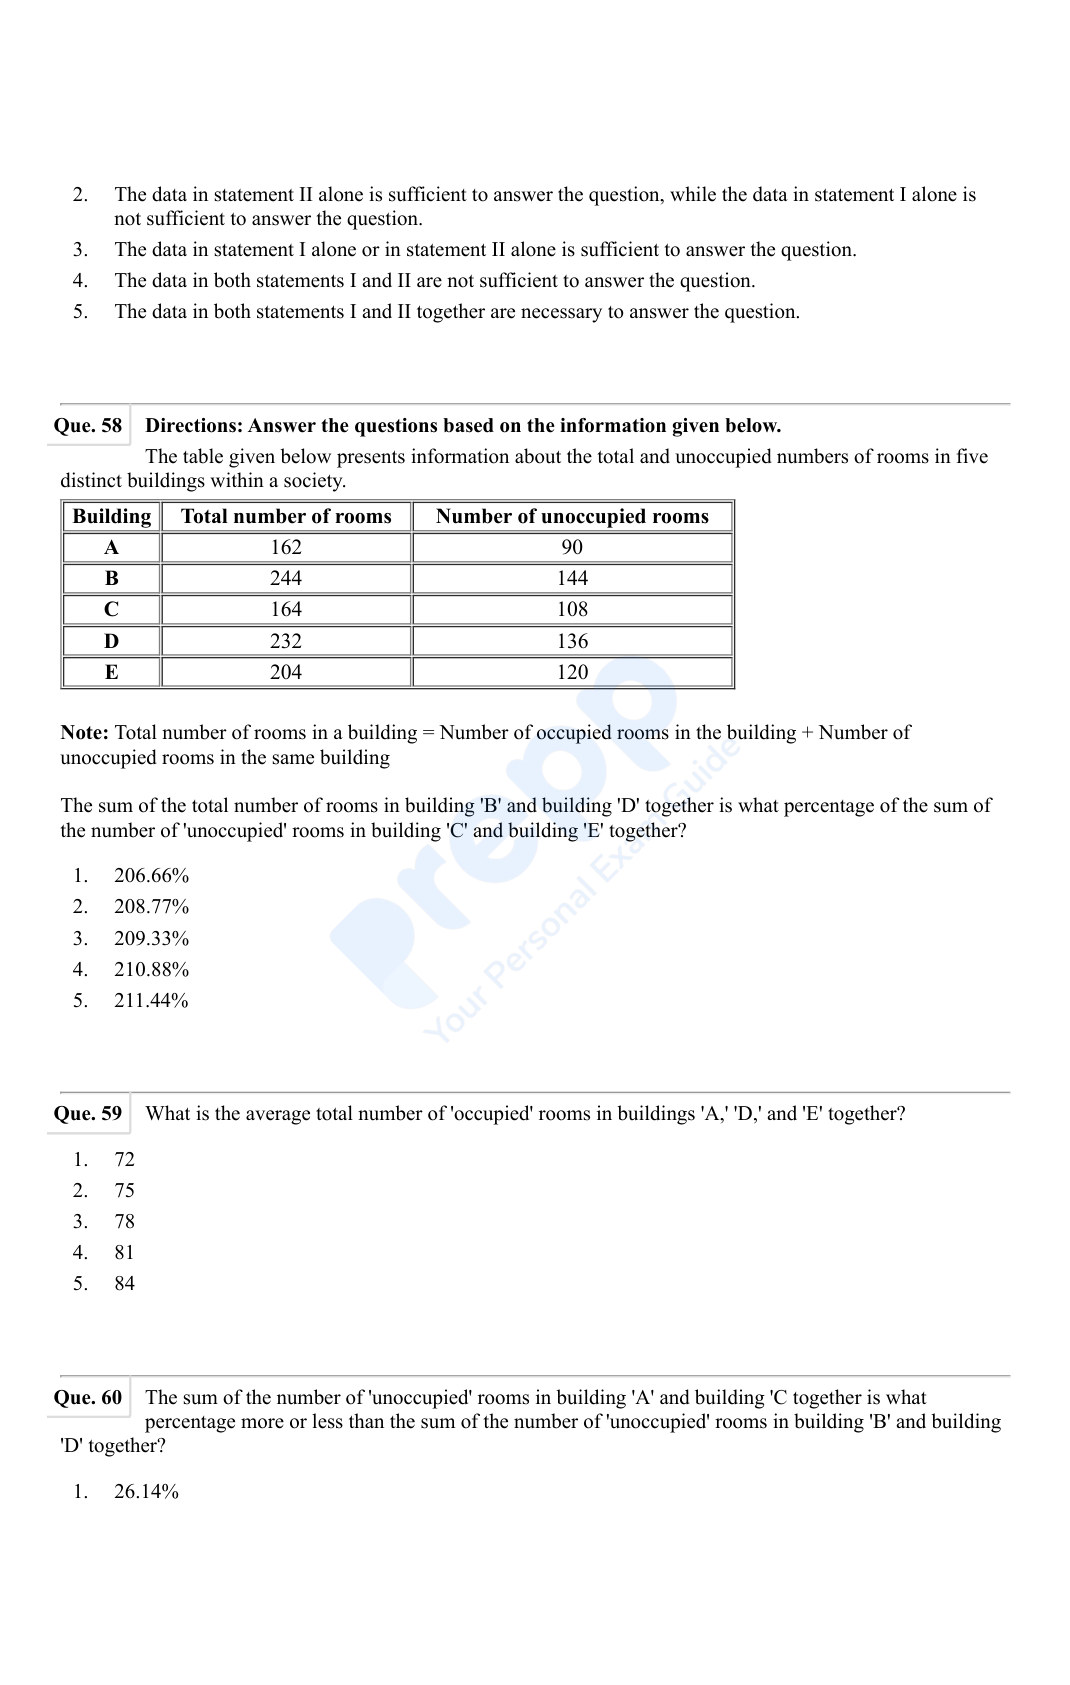 2. The data in statement II alone is sufficient to answer the question, while the data in statement I alone is
not sufficient to answer the question.
3. The data in statement I alone or in statement II alone is sufficient to answer the question.
4. The data in both statements I and II are not sufficient to answer the question.
5. The data in both statements I and II together are necessary to answer the question.
Que. 58 Directions: Answer the questions based on the information given below.
The table given below presents information about the total and unoccupied numbers of rooms in five
distinct buildings within a society.
Building Total number of rooms Number of unoccupied rooms
A 162 90
B 244 144
C 164 108
D 232 136
E 204 120
Note: Total number of rooms in a building = Number of occupied rooms in the building + Number of
unoccupied rooms in the same building
The sum of the total number of rooms in building 'B' and building 'D' together is what percentage of the sum of
the number of 'unoccupied' rooms in building 'C' and building 'E' together?
1. 206.66%
2. 208.77%
3. 209.33%
4. 210.88%
5. 211.44%
prepp
Your Personal Exam Guide
Que. 59 What is the average total number of 'occupied' rooms in buildings 'A,' 'D,' and 'E' together?
1. 72
2. 75
3. 78
4. 81
5. 84
Que. 60 The sum of the number of 'unoccupied' rooms in building 'A' and building 'C together is what
percentage more or less than the sum of the number of 'unoccupied' rooms in building 'B' and building
'D' together?
1. 26.14%